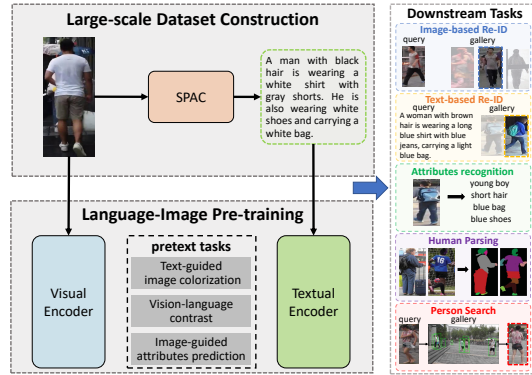 Large-scale Dataset Construction
SPAC
A man with black
hair is wearing a
white shirt with
gray shorts. He is
also wearing white
shoes and carrying a
white bag.
Language-Image Pre-training
Visual
Encoder
pretext tasks
Text-guided
image colorization
Vision-language
contrast
Image-guided
attributes prediction
Textual
Encoder
Downstream Tasks
Image-based Re-ID
query
gallery
Text-based Re-ID
query
gallery
A woman with brown
hair is wearing a long
blue shirt with blue
jeans, carrying a light
blue bag.
Attributes recognition
young boy
short hair
blue bag
blue shoes
Human Parsing
Person Search
query
gallery